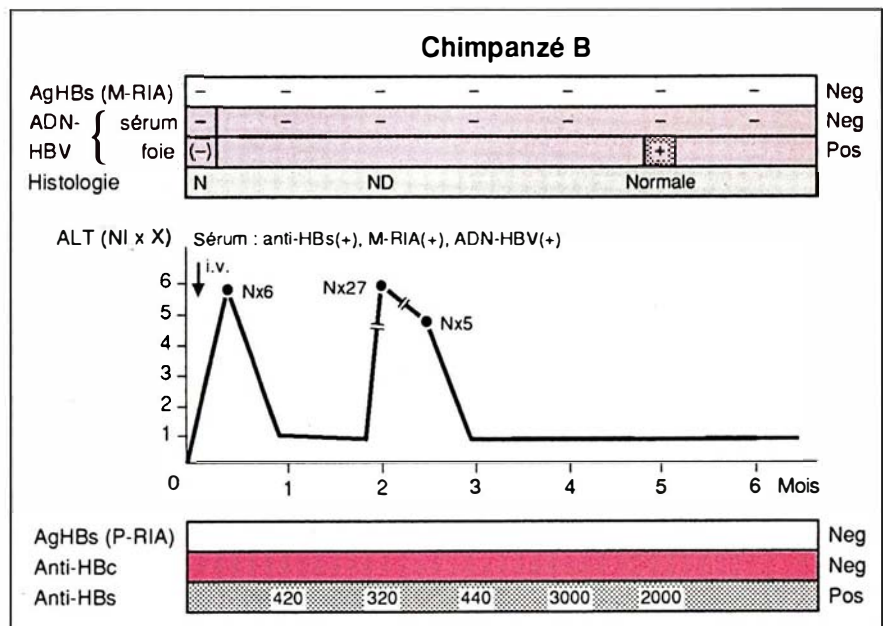 Chimpanzé B
AgHBs (M-RIA) – – – – – – Neg
ADN- { sérum – – – – – – – Neg
HBV foie (–) + Pos
Histologie N ND Normale
ALT (NI x X) Sérum : anti-HBs(+), M-RIA(+), ADN-HBV(+)
i.v.
6 Nx6 Nx27
5 Nx5
4
3
2
1
0 1 2 3 4 5 6 Mois
AgHBs (P-RIA) Neg
Anti-HBc Neg
Anti-HBs 420 320 440 3000 2000 Pos